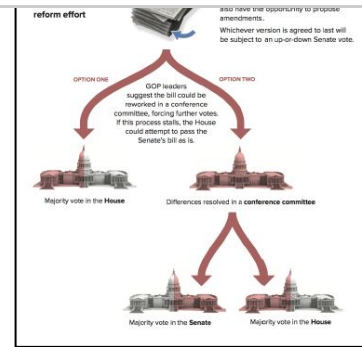 reform effort
also have the opportunity to propose
amendments.
Whichever version is agreed to last will
be subject to an up-or-down Senate vote.
OPTION ONE
OPTION TWO
GOP leaders
suggest the bill could be
reworked in a conference
committee, forcing further votes.
If this process stalls, the House
could attempt to pass the
Senate's bill as is.
Majority vote in the House
Differences resolved in a conference committee
Majority vote in the Senate
Majority vote in the House